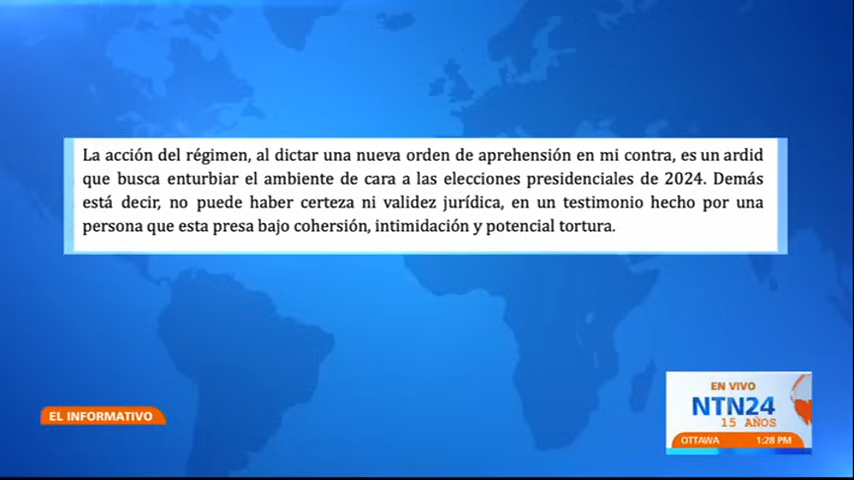 La acción del régimen, al dictar una nueva orden de aprehensión en mi contra, es un ardid
que busca enturbiar el ambiente de cara a las elecciones presidenciales de 2024. Demás
está decir, no puede haber certeza ni validez jurídica, en un testimonio hecho por una
persona que esta presa bajo cohersión, intimidación y potencial tortura.
EL INFORMATIVO
EN VIVO
NTN24
15 AÑOS
OTTAWA 1:28 PM